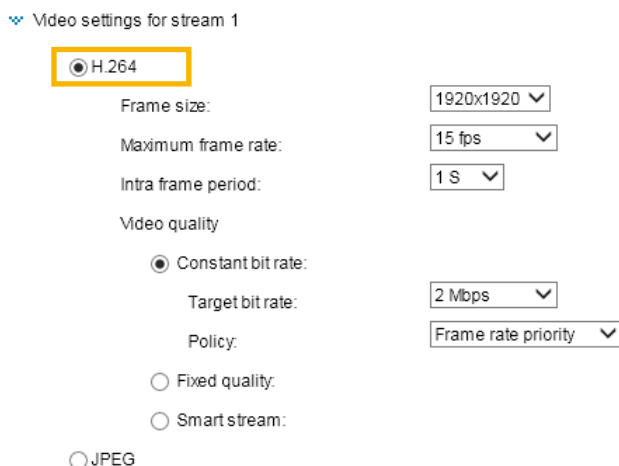 Video settings for stream 1
H.264
Frame size: 1920x1920
Maximum frame rate: 15 fps
Intra frame period: 1 S
Video quality
Constant bit rate:
Target bit rate: 2 Mbps
Policy: Frame rate priority
Fixed quality:
Smart stream:
JPEG